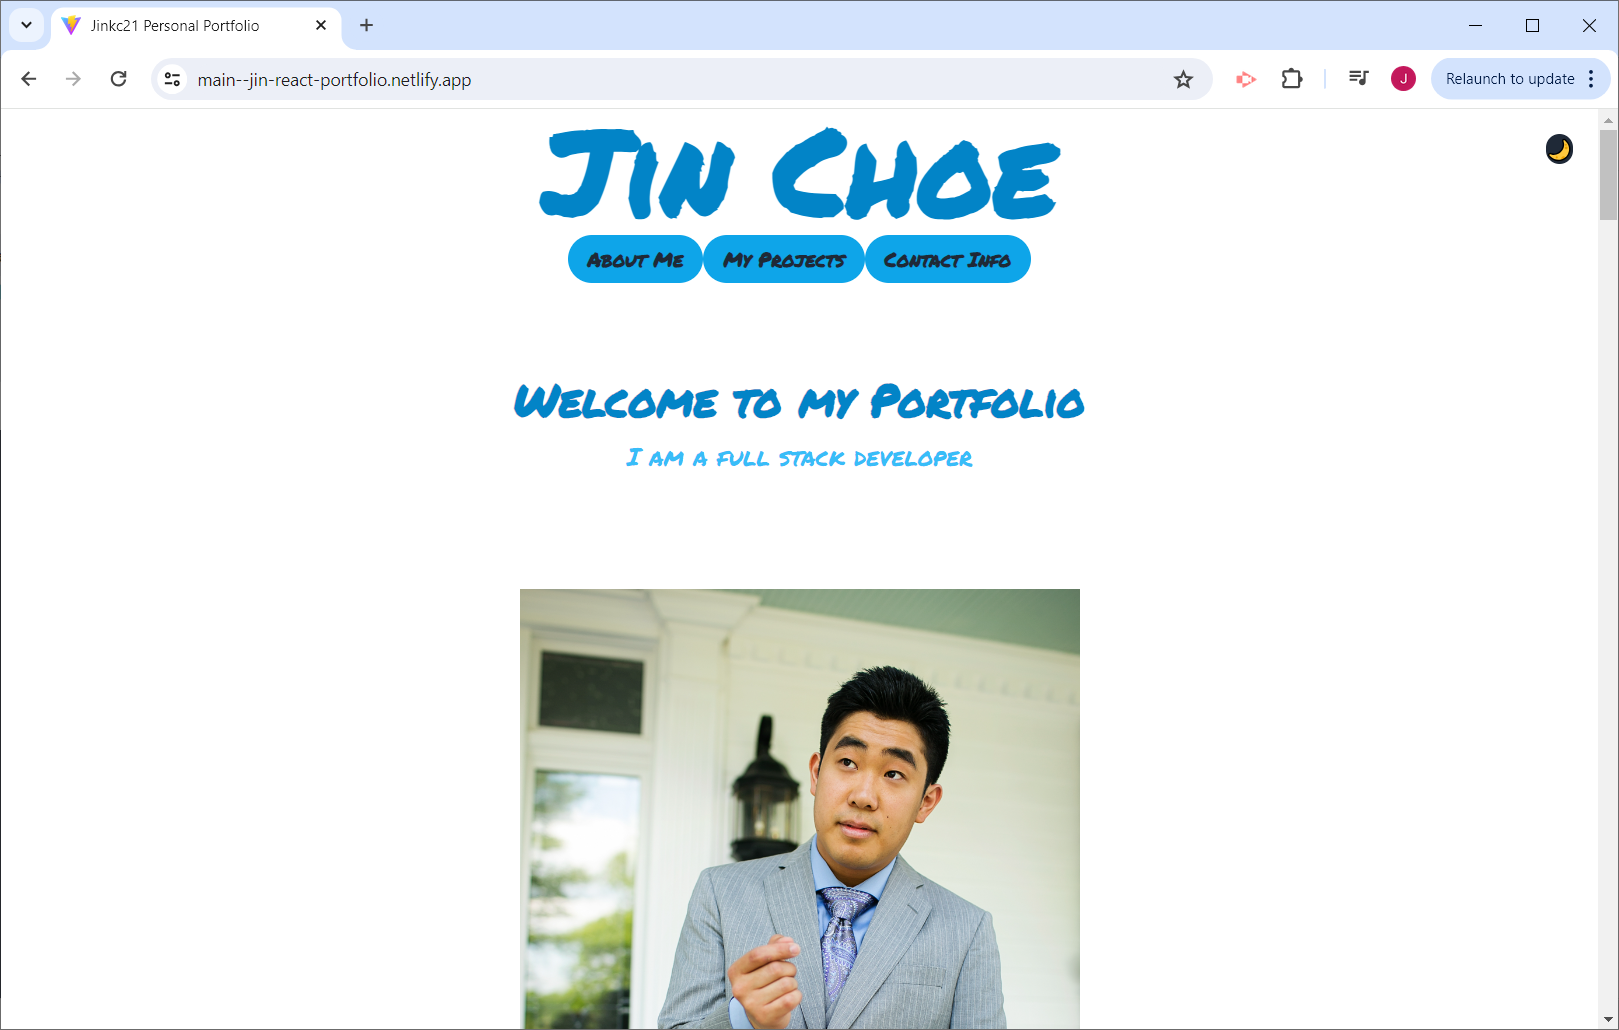 Jinkc21 Personal Portfolio
main--jin-react-portfolio.netlify.app
J
Relaunch to update
Jin Choe
About Me
My Projects
Contact Info
Welcome to my Portfolio
I am a full stack developer